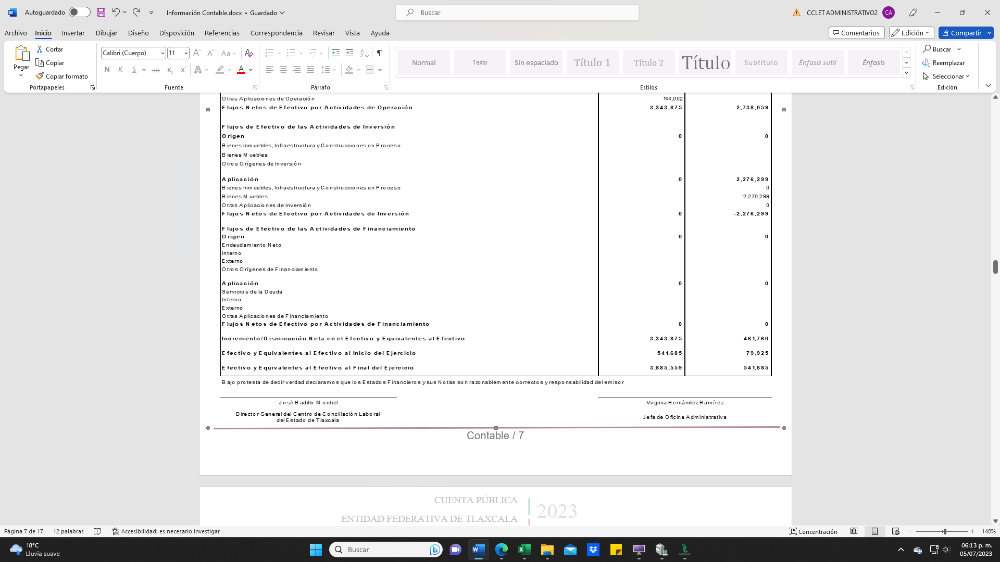 Autoguardado Información Contable.docx • Guardado Buscar CCLET ADMINISTRATIVO2 CA
Archivo Inicio Insertar Dibujar Diseño Disposición Referencias Correspondencia Revisar Vista Ayuda Comentarios Edición Compartir
Pegar Cortar Copiar Copiar formato
Calibri (Cuerpo) 11
Normal Texto Sin espaciado Título 1 Título 2 Título Subtítulo Énfasis sutil Énfasis
Buscar
Reemplazar
Seleccionar
Portapapeles Fuente Párrafo Estilos Edición
Otras Aplicaciones de Operación 144,002
Flujos Netos de Efectivo por Actividades de Operación 3,343,875 2,738,059
Flujos de Efectivo de las Actividades de Inversión
Origen 0 0
Bienes Inmuebles, Infraestructura y Construcciones en Proceso
Bienes Muebles
Otros Orígenes de Inversión
Aplicación 0 2,276,299
Bienes Inmuebles, Infraestructura y Construcciones en Proceso 0
Bienes Muebles 2,276,299
Otras Aplicaciones de Inversión 0
Flujos Netos de Efectivo por Actividades de Inversión 0 -2,276,299
Flujos de Efectivo de las Actividades de Financiamiento
Origen 0 0
Endeudamiento Neto
Interno
Externo
Otros Orígenes de Financiamiento
Aplicación 0 0
Servicios de la Deuda
Interno
Externo
Otras Aplicaciones de Financiamiento
Flujos Netos de Efectivo por Actividades de Financiamiento 0 0
Incremento/Disminución Neta en el Efectivo y Equivalentes al Efectivo 3,343,875 461,760
Efectivo y Equivalentes al Efectivo al Inicio del Ejercicio 541,685 79,925
Efectivo y Equivalentes al Efectivo al Final del Ejercicio 3,885,559 541,685
Bajo protesta de decir verdad declaramos que los Estados Financieros y sus Notas son razonablemente correctos y responsabilidad del emisor
José Badillo Montiel Virginia Hernández Ramírez
Director General del Centro de Conciliación Laboral
del Estado de Tlaxcala
Jefa de Oficina Administrativa
Contable / 7
CUENTA PÚBLICA
2023
ENTIDAD FEDERATIVA DE TLAXCALA
Página 7 de 17 12 palabras Accesibilidad: es necesario investigar Concentración 140%
18°C
Lluvia suave
Buscar
06:13 p. m.
05/07/2023